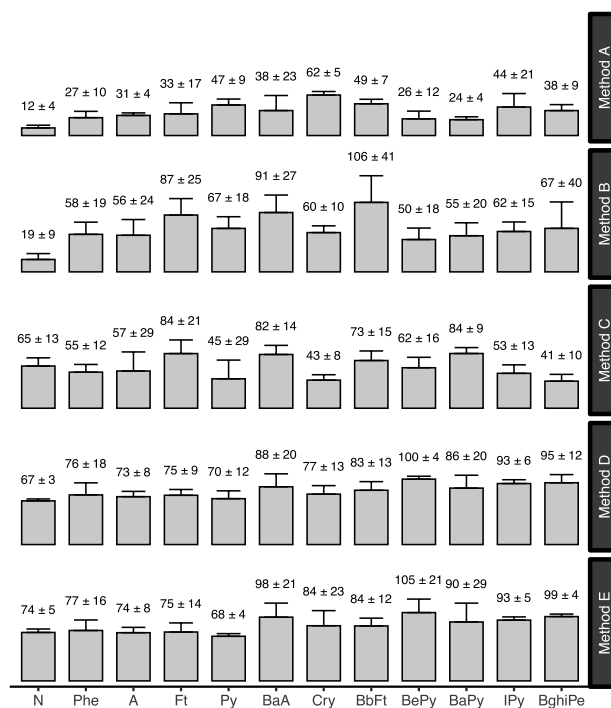 12 ± 4 27 ± 10 31 ± 4 33 ± 17 47 ± 9 38 ± 23 62 ± 5 49 ± 7 26 ± 12 24 ± 4 44 ± 21 38 ± 9
Method A
19 ± 9 58 ± 19 56 ± 24 87 ± 25 67 ± 18 91 ± 27 60 ± 10 106 ± 41 50 ± 18 55 ± 20 62 ± 15 67 ± 40
Method B
65 ± 13 55 ± 12 57 ± 29 84 ± 21 45 ± 29 82 ± 14 43 ± 8 73 ± 15 62 ± 16 84 ± 9 53 ± 13 41 ± 10
Method C
67 ± 3 76 ± 18 73 ± 8 75 ± 9 70 ± 12 88 ± 20 77 ± 13 83 ± 13 100 ± 4 86 ± 20 93 ± 6 95 ± 12
Method D
74 ± 5 77 ± 16 74 ± 8 75 ± 14 68 ± 4 98 ± 21 84 ± 23 84 ± 12 105 ± 21 90 ± 29 93 ± 5 99 ± 4
Method E
N Phe A Ft Py BaA Cry BbFt BePy BaPy IPy BghiPe